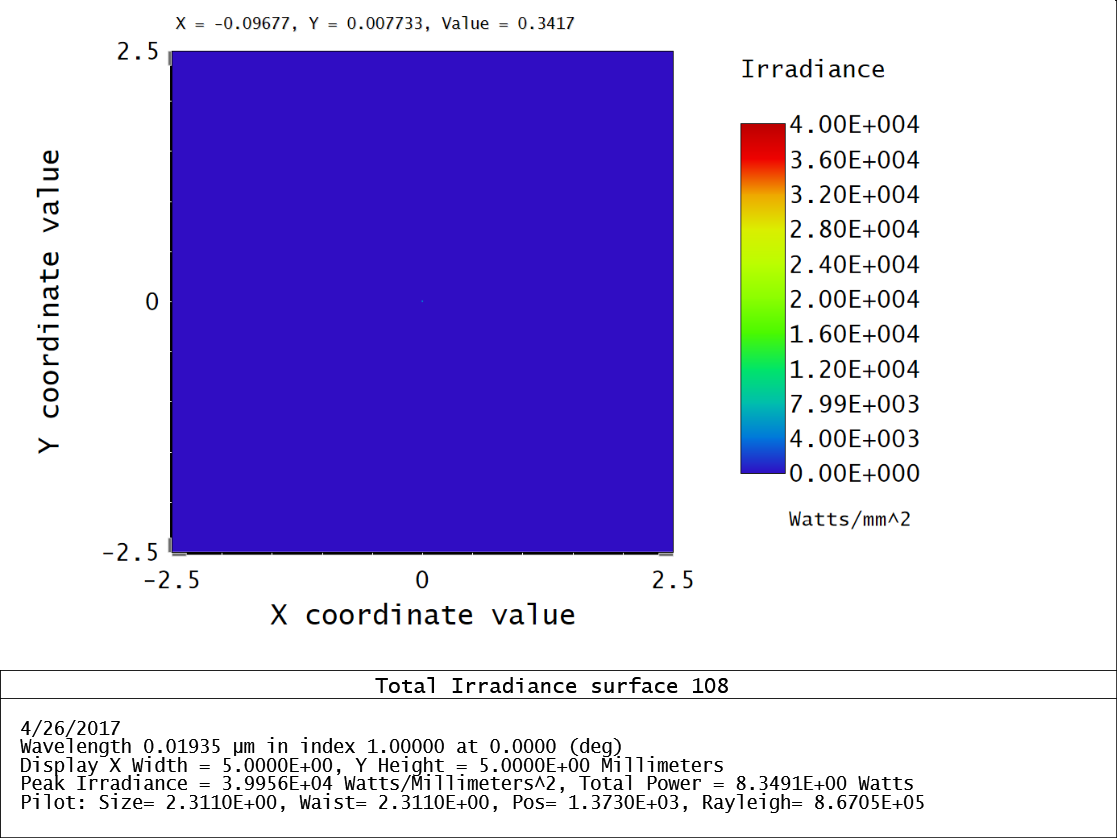 X = -0.09677, Y = 0.007733, Value = 0.3417
2.5
0
-2.5
Y coordinate value
-2.5
0
2.5
X coordinate value
Irradiance
4.00E+004
3.60E+004
3.20E+004
2.80E+004
2.40E+004
2.00E+004
1.60E+004
1.20E+004
7.99E+003
4.00E+003
0.00E+000
Watts/mm^2
Total Irradiance surface 108
4/26/2017
Wavelength 0.01935 µm in index 1.00000 at 0.0000 (deg)
Display X Width = 5.0000E+00, Y Height = 5.0000E+00 Millimeters
Peak Irradiance = 3.9956E+04 Watts/Millimeters^2, Total Power = 8.3491E+00 Watts
Pilot: Size= 2.3110E+00, Waist= 2.3110E+00, Pos= 1.3730E+03, Rayleigh= 8.6705E+05